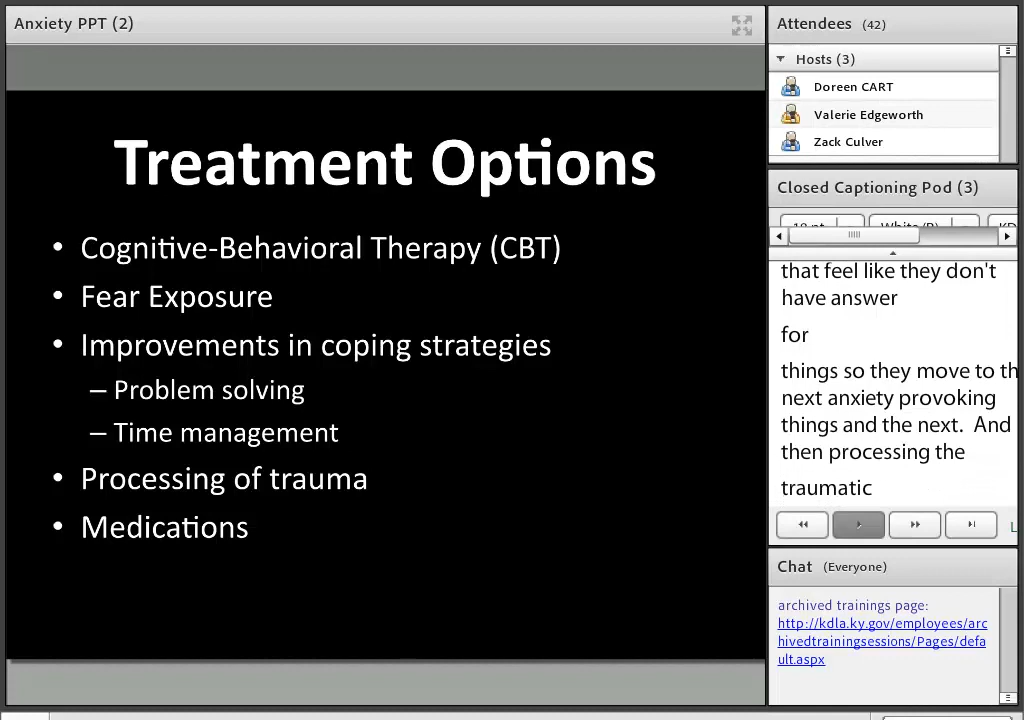 Anxiety PPT (2)
Treatment Options
• Cognitive-Behavioral Therapy (CBT)
• Fear Exposure
• Improvements in coping strategies
– Problem solving
– Time management
• Processing of trauma
• Medications
Attendees (42)
Hosts (3)
Doreen CART
Valerie Edgeworth
Zack Culver
Closed Captioning Pod (3)
that feel like they don't
have answer
for
things so they move to th
next anxiety provoking
things and the next. And
then processing the
traumatic
Chat (Everyone)
archived trainings page:
http://kdla.ky.gov/employees/arc
hivedtrainingsessions/Pages/defa
ult.aspx